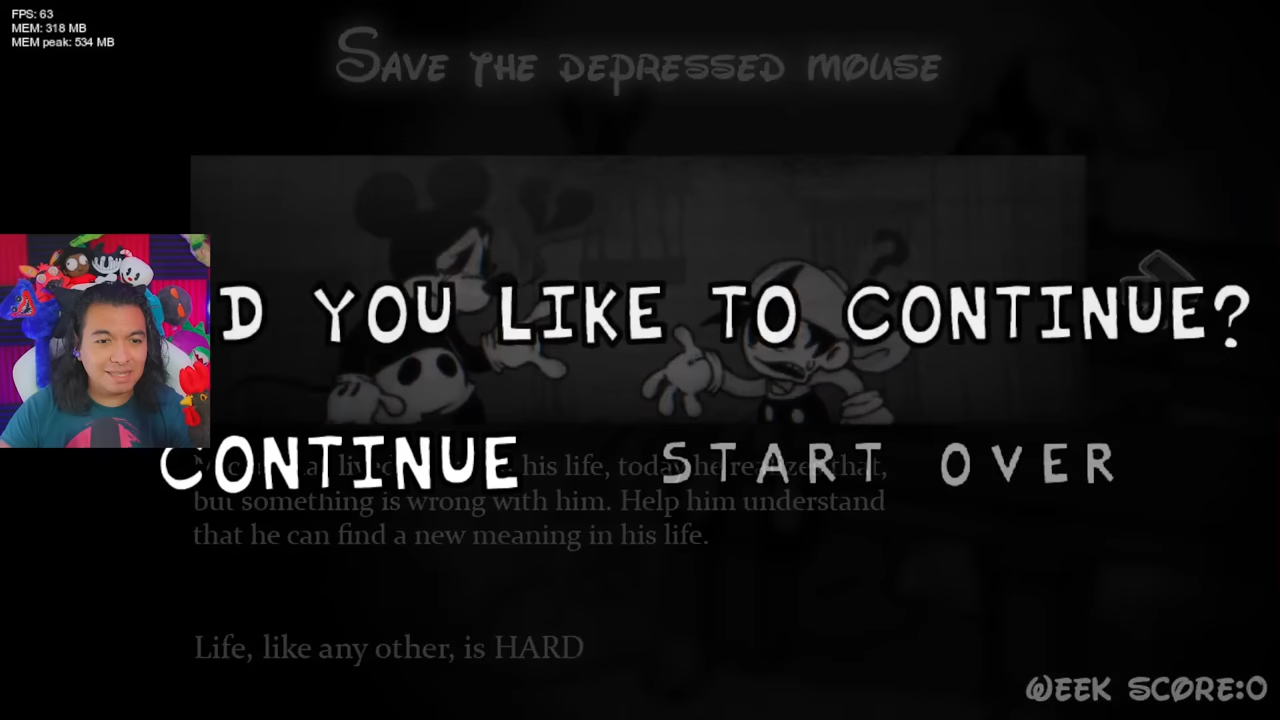 FPS: 63
MEM: 318 MB
MEM peak: 534 MB
Save the depressed mouse
D YOU LIKE TO CONTINUE?
CONTINUE START OVER
his life, today he realizes that,
but something is wrong with him. Help him understand
that he can find a new meaning in his life.
Life, like any other, is HARD
WEEK SCORE:0